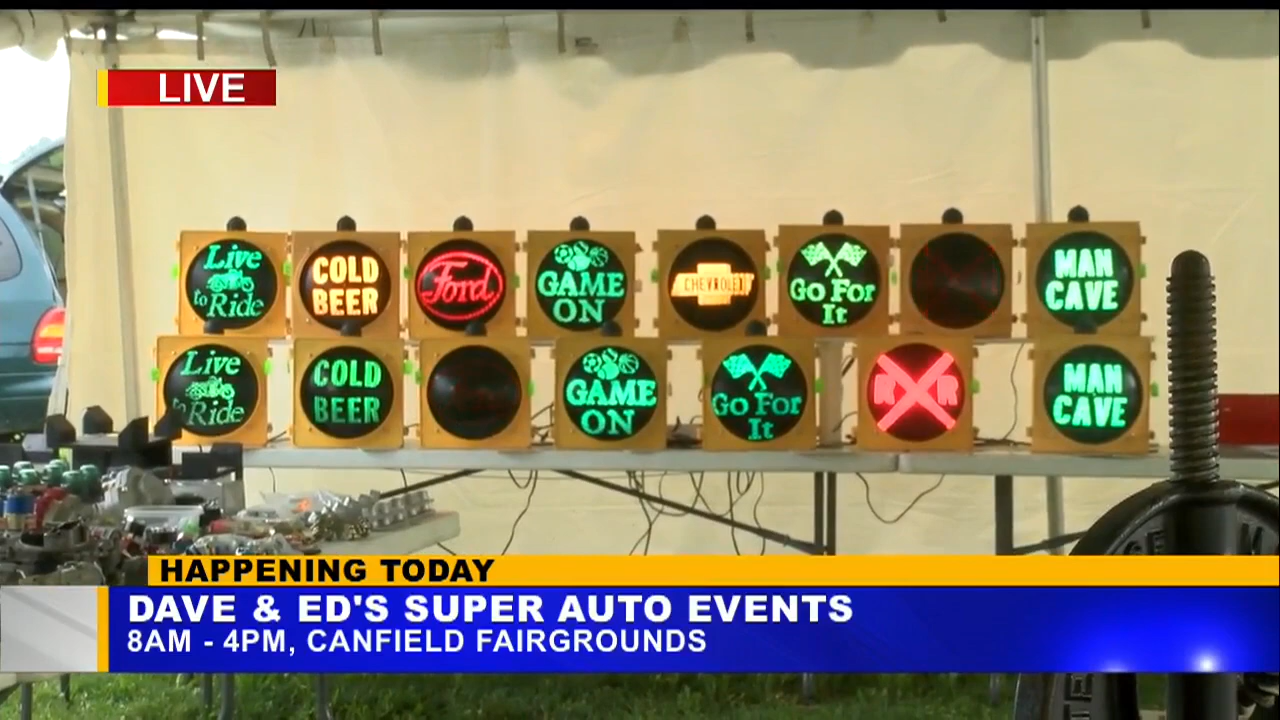 LIVE
Live
to Ride
COLD
BEER
Ford
GAME
ON
CHEVROLET
Go For
It
MAN
CAVE
Live
to Ride
COLD
BEER
GAME
ON
Go For
It
R R
MAN
CAVE
HAPPENING TODAY
DAVE & ED'S SUPER AUTO EVENTS
8AM - 4PM, CANFIELD FAIRGROUNDS